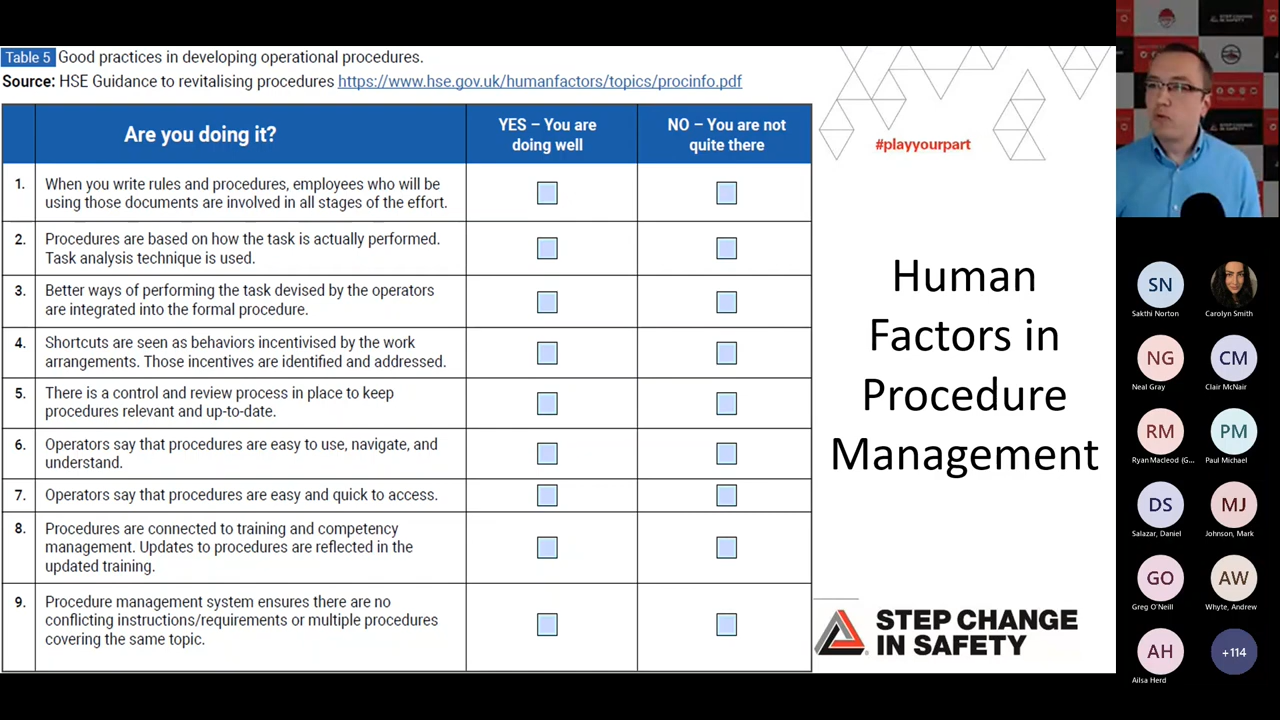 Table 5 Good practices in developing operational procedures.
Source: HSE Guidance to revitalising procedures https://www.hse.gov.uk/humanfactors/topics/procinfo.pdf
Are you doing it?
YES – You are
doing well
NO – You are not
quite there
1. When you write rules and procedures, employees who will be
using those documents are involved in all stages of the effort.
2. Procedures are based on how the task is actually performed.
Task analysis technique is used.
3. Better ways of performing the task devised by the operators
are integrated into the formal procedure.
4. Shortcuts are seen as behaviors incentivised by the work
arrangements. Those incentives are identified and addressed.
5. There is a control and review process in place to keep
procedures relevant and up-to-date.
6. Operators say that procedures are easy to use, navigate, and
understand.
7. Operators say that procedures are easy and quick to access.
8. Procedures are connected to training and competency
management. Updates to procedures are reflected in the
updated training.
9. Procedure management system ensures there are no
conflicting instructions/requirements or multiple procedures
covering the same topic.
#playyourpart
Human
Factors in
Procedure
Management
STEP CHANGE
IN SAFETY
STEP CHANGE
IN SAFETY
STEP CHANGE
IN SAFETY
SN
Sakthi Norton
Carolyn Smith
NG
Neal Gray
CM
Clair McNair
RM
Ryan Macleod (G...
PM
Paul Michael
DS
Salazar, Daniel
MJ
Johnson, Mark
GO
Greg O'Neill
AW
Whyte, Andrew
AH
Ailsa Herd
+114